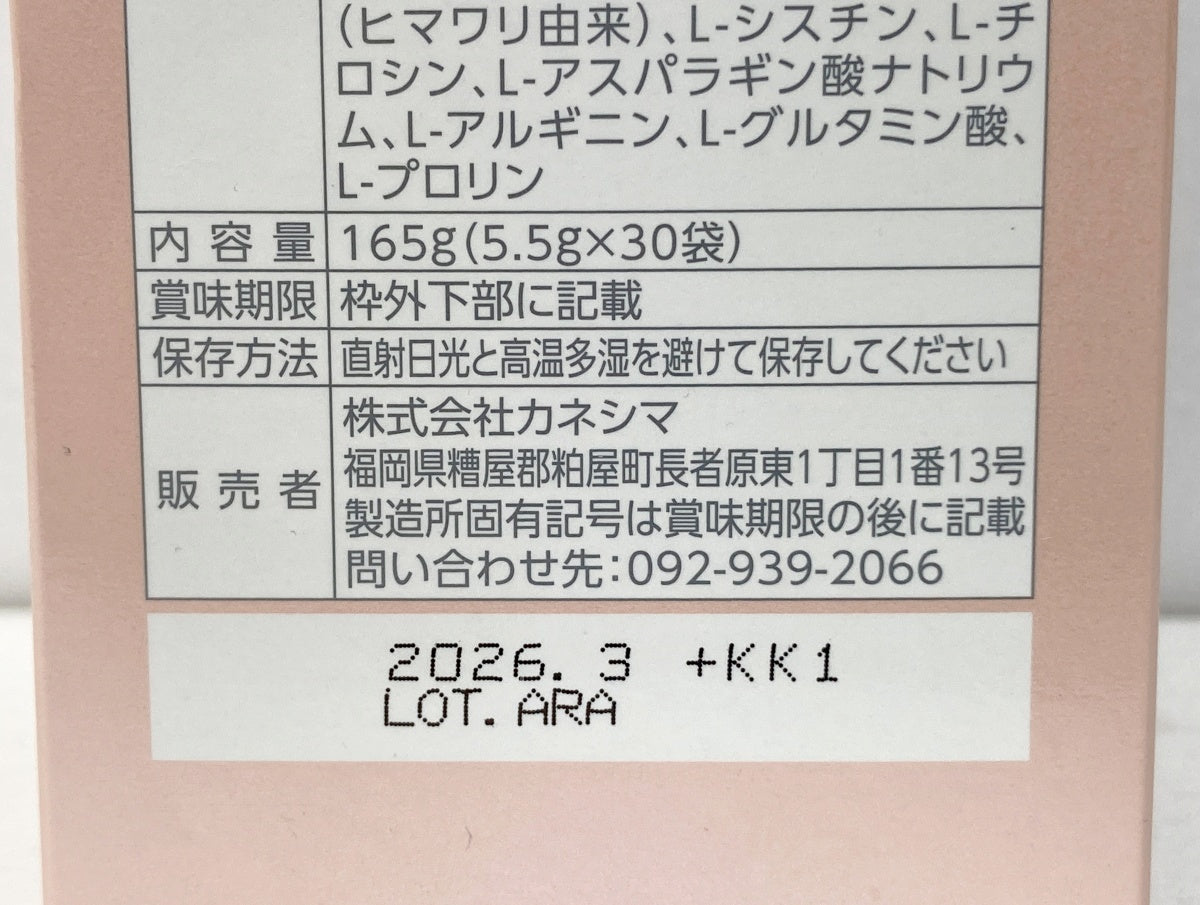 （ヒマワリ由来）、L-シスチン、L-チ
ロシン、L-アスパラギン酸ナトリウ
ム、L-アルギニン、L-グルタミン酸、
L-プロリン
内容量 165g（5.5g×30袋）
賞味期限 枠外下部に記載
保存方法 直射日光と高温多湿を避けて保存してください
販売者 株式会社カネシマ
福岡県糟屋郡粕屋町長者原東1丁目1番13号
製造所固有記号は賞味期限の後に記載
問い合わせ先：092-939-2066
2026. 3 +KK1
LOT. ARA